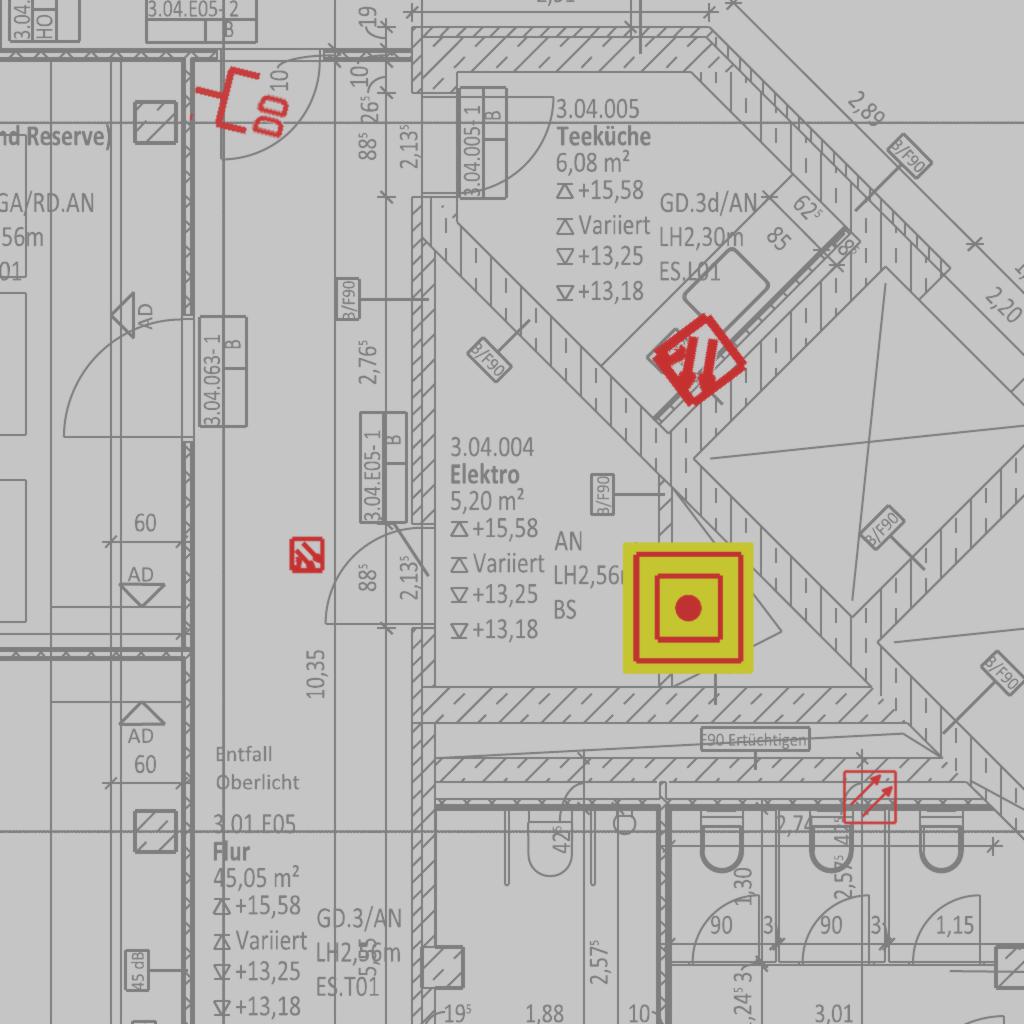 3.04.
HO
3.04.E05- 2
B
2,89
nd Reserve)
GA/RD.AN
56m
01
10
19
10
26⁵
88⁵
2,13⁵
3.04.005- 1
B
3.04.005
Teeküche
6,08 m²
+15,58
Variiert
+13,25
+13,18
GD.3d/AN
LH2,30m
ES.L01
62⁵
85
B/F90
2,20
AD
3.04.063- 1
B
B/F90
2,76⁵
B/F90
3.04.E05- 1
B
3.04.004
Elektro
5,20 m²
+15,58
Variiert
+13,25
+13,18
AN
LH2,56m
BS
B/F90
B/F90
B/F90
60
AD
88⁵
2,13⁵
10,35
AD
60
Entfall
Oberlicht
F90 Ertüchtigen
3.01.E05
Flur
45,05 m²
+15,58
Variiert
+13,25
+13,18
GD.3/AN
LH2,56m
ES.T01
45 dB
42⁵
2,74
2,57⁵
1,30
90
3
90
3
1,15
2,57⁵
19⁵
1,88
10
3,01